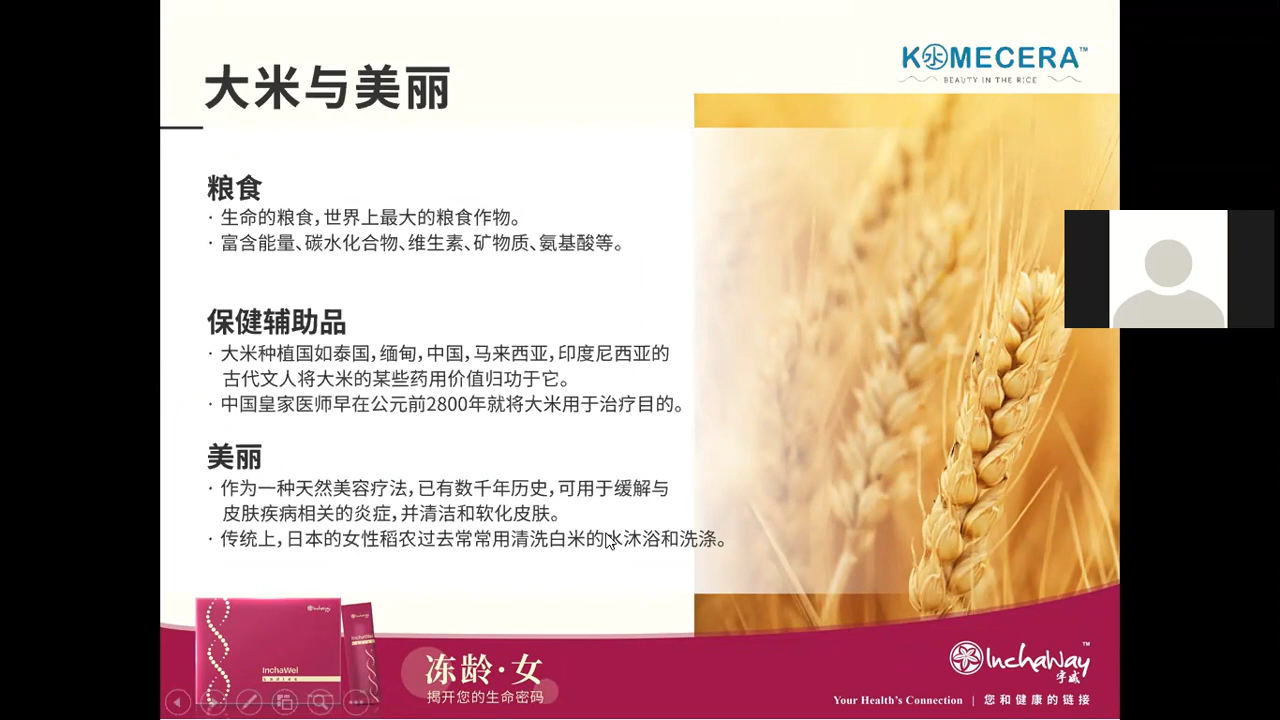 大米与美丽
KOMECERA™
BEAUTY IN THE RICE
粮食
· 生命的粮食,世界上最大的粮食作物。
· 富含能量、碳水化合物、维生素、矿物质、氨基酸等。
保健辅助品
· 大米种植国如泰国,缅甸,中国,马来西亚,印度尼西亚的
古代文人将大米的某些药用价值归功于它。
· 中国皇家医师早在公元前2800年就将大米用于治疗目的。
美丽
· 作为一种天然美容疗法,已有数千年历史,可用于缓解与
皮肤疾病相关的炎症,并清洁和软化皮肤。
· 传统上,日本的女性稻农过去常常用清洗白米的水沐浴和洗涤。
InchaWay
InchaWel
Ladies
InchaWay
InchaWel
冻龄·女
揭开您的生命密码
InchaWay™
宇威
Your Health's Connection | 您和健康的链接